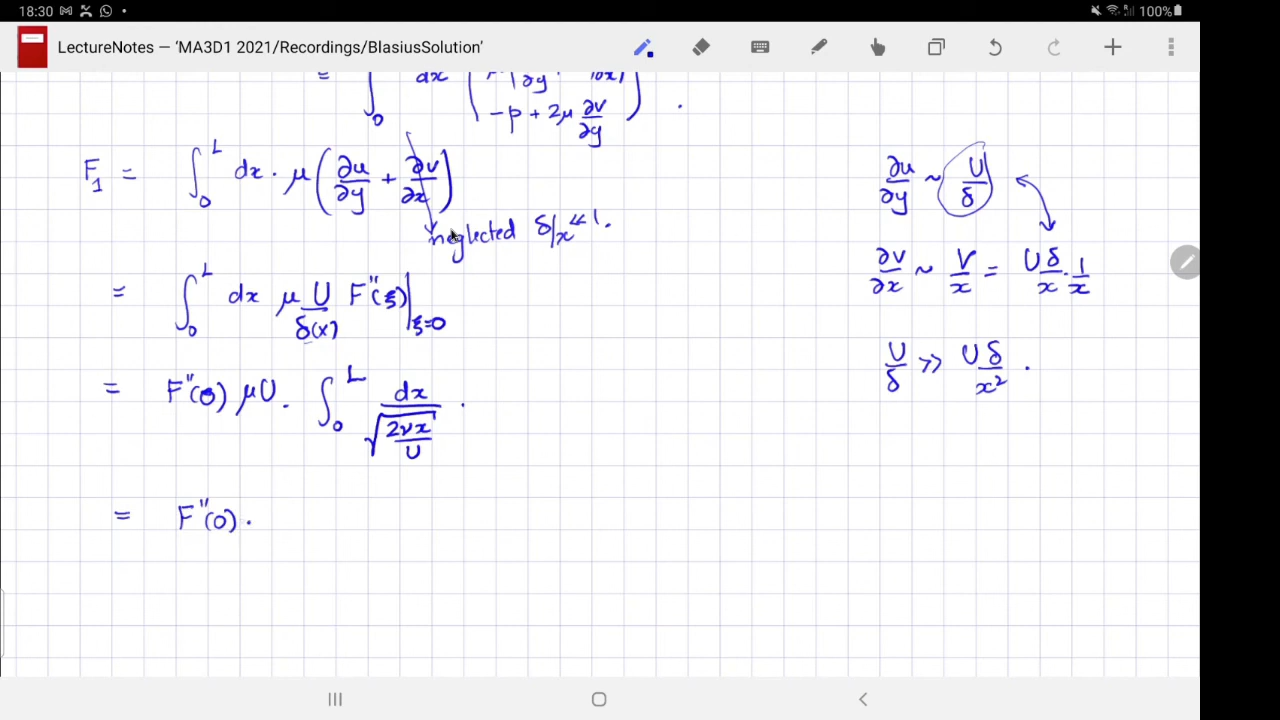 18:30 100%
LectureNotes — ‘MA3D1 2021/Recordings/BlasiusSolution’
= ∫₀ dx ( ∂y ∂x )
−p + 2μ ∂v/∂y .
F₁ = ∫₀ᴸ dx · μ ( ∂u/∂y + ∂v/∂x )
neglected δ/x ≪ 1.
= ∫₀ᴸ dx μ U/δ(x) F''(ξ)|ξ=0
= F''(0) μU . ∫₀ᴸ dx/√(2νx/U) .
= F''(0) .
∂u/∂y ~ U/δ
∂v/∂x ~ V/x = Uδ/x · 1/x
U/δ >> Uδ/x² .